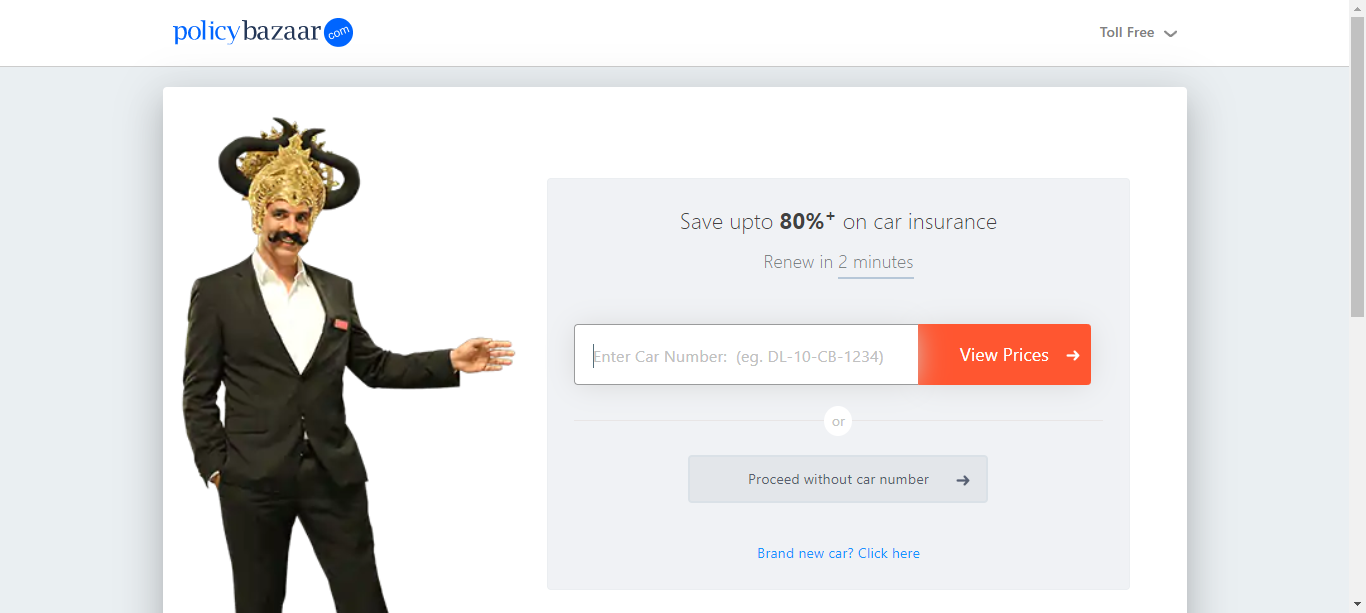 policybazaar com
Toll Free
Save upto 80%+ on car insurance
Renew in 2 minutes
Enter Car Number: (eg. DL-10-CB-1234)
View Prices
or
Proceed without car number
Brand new car? Click here